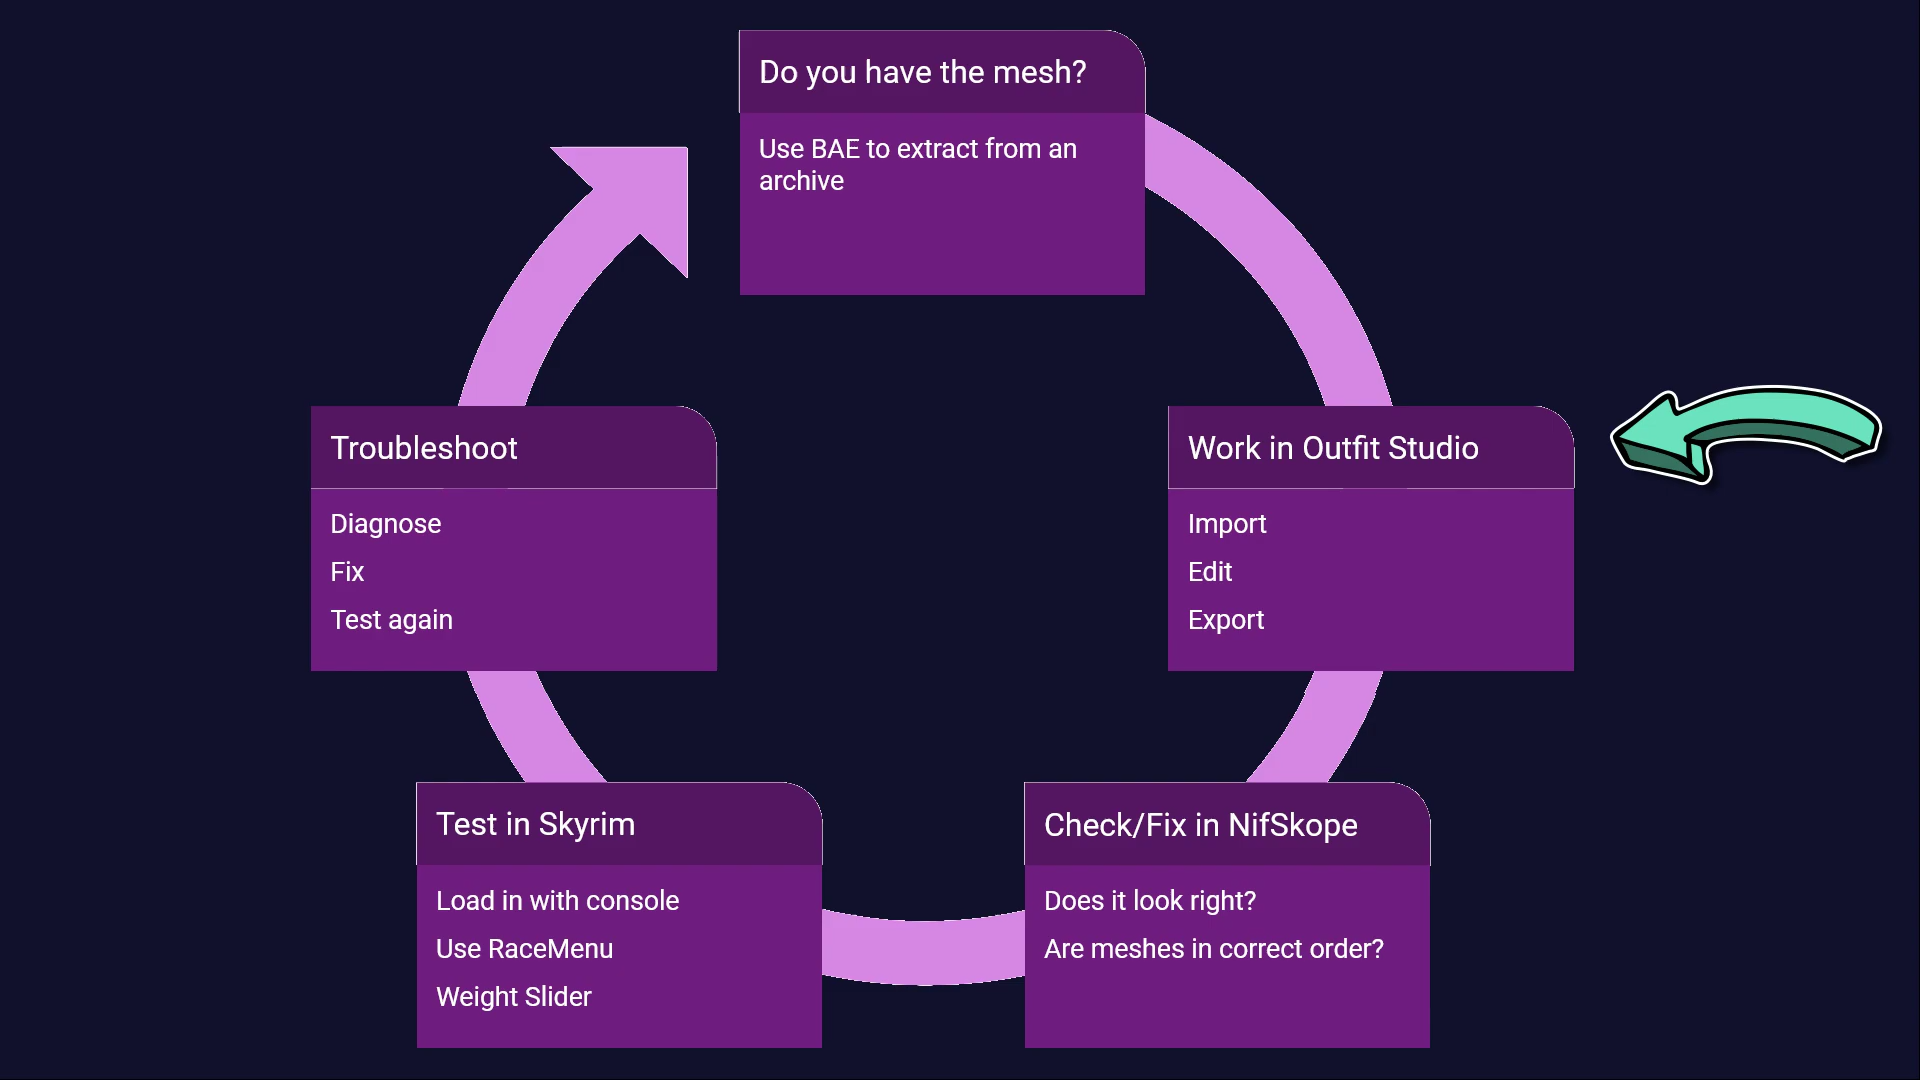 Do you have the mesh?
Use BAE to extract from an
archive
Work in Outfit Studio
Import
Edit
Export
Check/Fix in NifSkope
Does it look right?
Are meshes in correct order?
Test in Skyrim
Load in with console
Use RaceMenu
Weight Slider
Troubleshoot
Diagnose
Fix
Test again